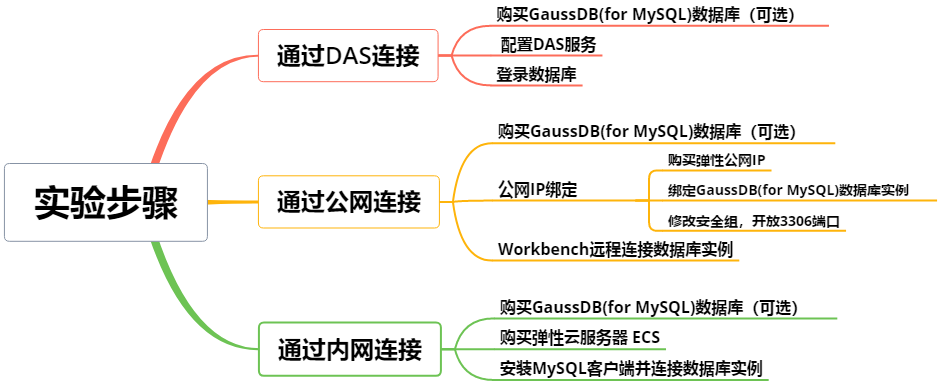 实验步骤
通过DAS连接
购买GaussDB(for MySQL)数据库（可选）
配置DAS服务
登录数据库
通过公网连接
购买GaussDB(for MySQL)数据库（可选）
公网IP绑定
购买弹性公网IP
绑定GaussDB(for MySQL)数据库实例
修改安全组，开放3306端口
Workbench远程连接数据库实例
通过内网连接
购买GaussDB(for MySQL)数据库（可选）
购买弹性云服务器 ECS
安装MySQL客户端并连接数据库实例